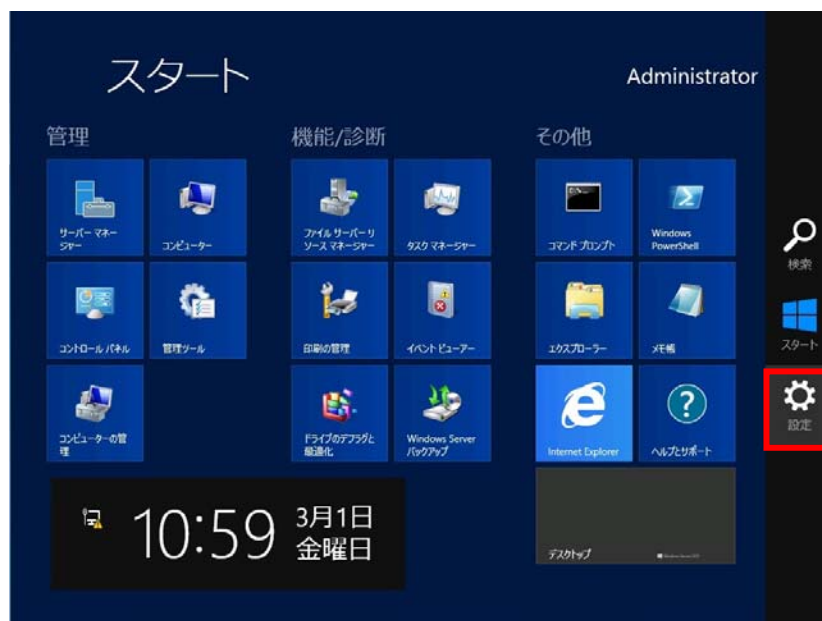 スタート
Administrator
管理
機能/診断
その他
サーバー マネー
ジャー
コンピューター
ファイル サーバー リ
ソース マネージャー
タスク マネージャー
コマンド プロンプト
Windows
PowerShell
検索
コントロール パネル
管理ツール
印刷の管理
イベント ビューアー
エクスプローラー
メモ帳
スタート
コンピューターの管
理
ドライブのデフラグと
最適化
Windows Server
バックアップ
Internet Explorer
ヘルプとサポート
設定
10:59
3月1日
金曜日
デスクトップ